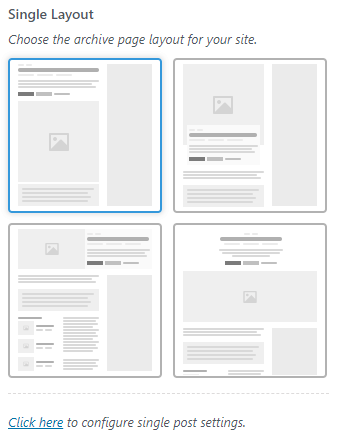 Single Layout
Choose the archive page layout for your site.
Click here to configure single post settings.